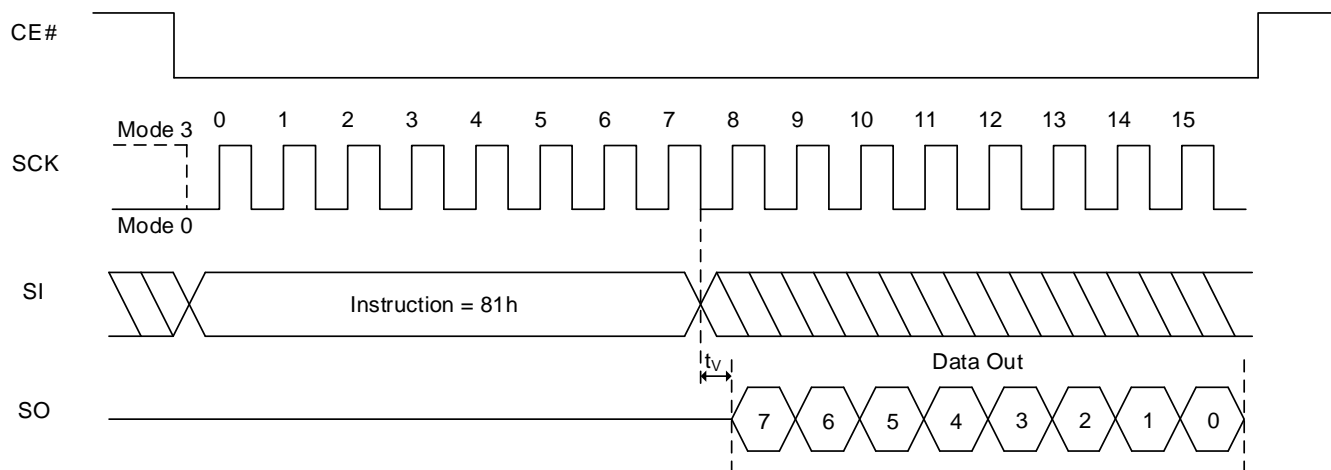 CE#
0 1 2 3 4 5 6 7 8 9 10 11 12 13 14 15
Mode 3
SCK
Mode 0
SI
Instruction = 81h
tV
Data Out
SO
7 6 5 4 3 2 1 0